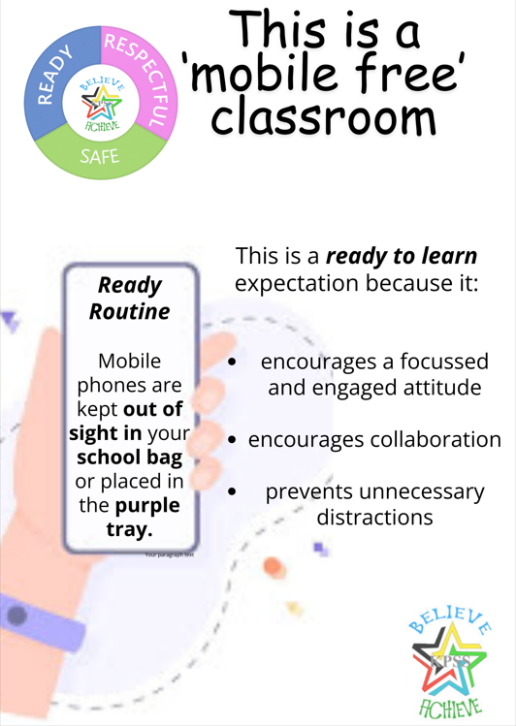 This is a
'mobile free'
classroom
READY
RESPECTFUL
SAFE
BELIEVE
ACHIEVE
Ready
Routine
Mobile
phones are
kept out of
sight in your
school bag
or placed in
the purple
tray.
Your paragraph text
This is a ready to learn
expectation because it:
• encourages a focussed
and engaged attitude
• encourages collaboration
• prevents unnecessary
distractions
BELIEVE
ACHIEVE